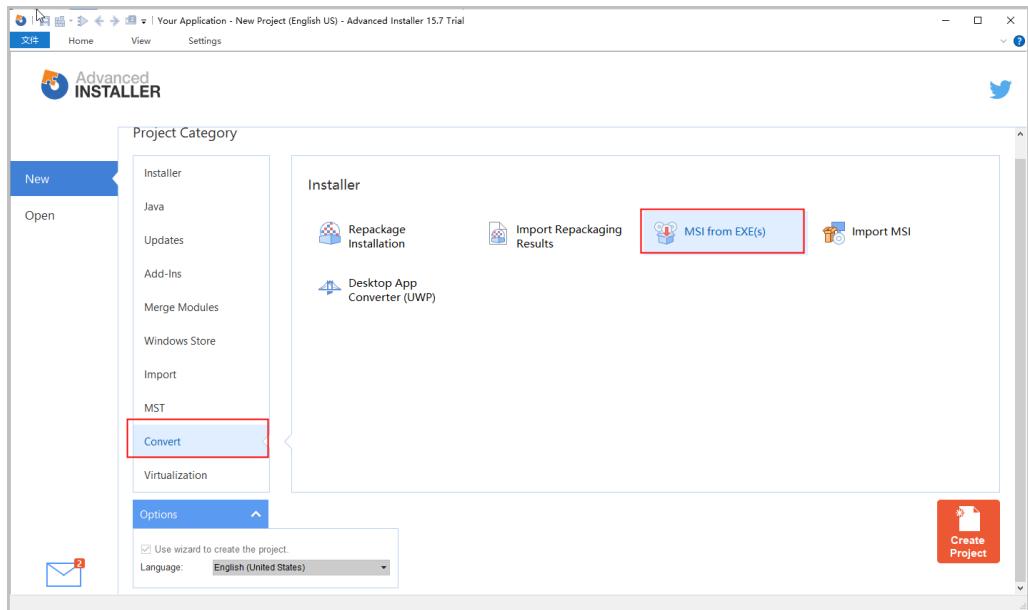 Your Application - New Project (English US) - Advanced Installer 15.7 Trial
文件 Home View Settings
Advanced
INSTALLER
Project Category
New
Open
Installer
Java
Updates
Add-Ins
Merge Modules
Windows Store
Import
MST
Convert
Virtualization
Installer
Repackage
Installation
Import Repackaging
Results
MSI from EXE(s)
Import MSI
Desktop App
Converter (UWP)
Options
Use wizard to create the project.
Language: English (United States)
Create
Project
2